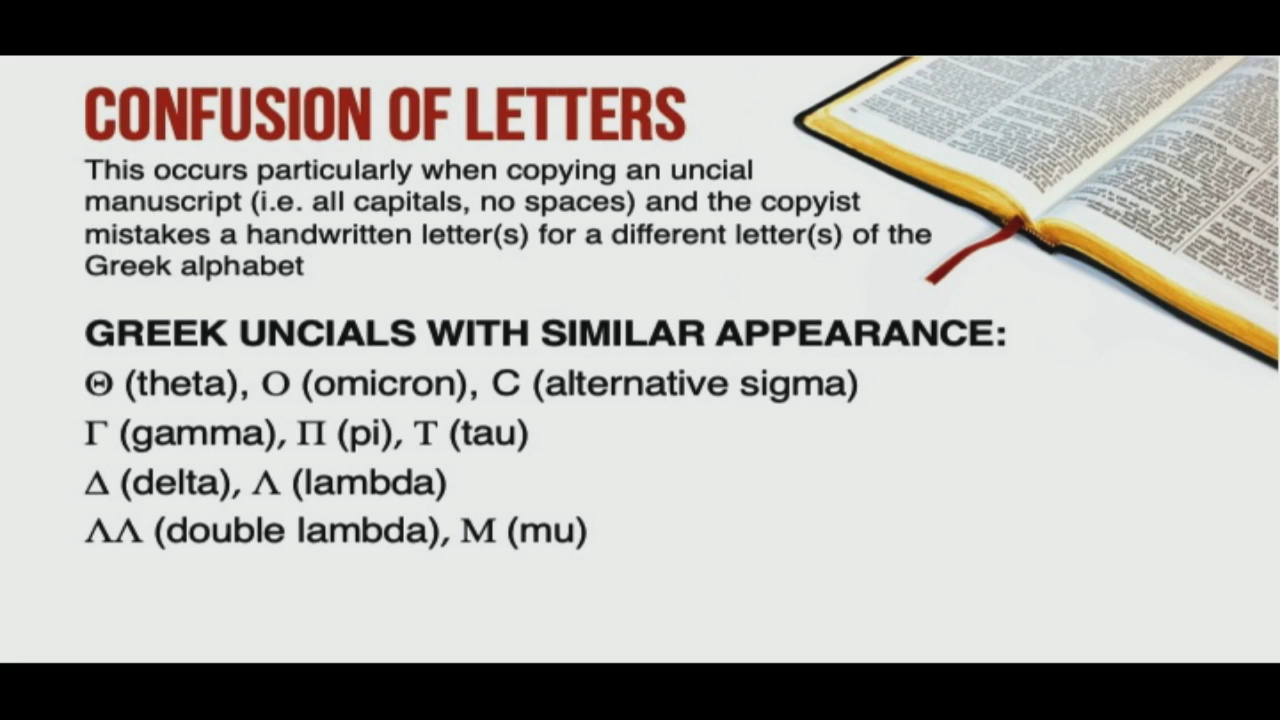 CONFUSION OF LETTERS
This occurs particularly when copying an uncial
manuscript (i.e. all capitals, no spaces) and the copyist
mistakes a handwritten letter(s) for a different letter(s) of the
Greek alphabet
GREEK UNCIALS WITH SIMILAR APPEARANCE:
Θ (theta), Ο (omicron), C (alternative sigma)
Γ (gamma), Π (pi), Τ (tau)
Δ (delta), Λ (lambda)
ΛΛ (double lambda), Μ (mu)